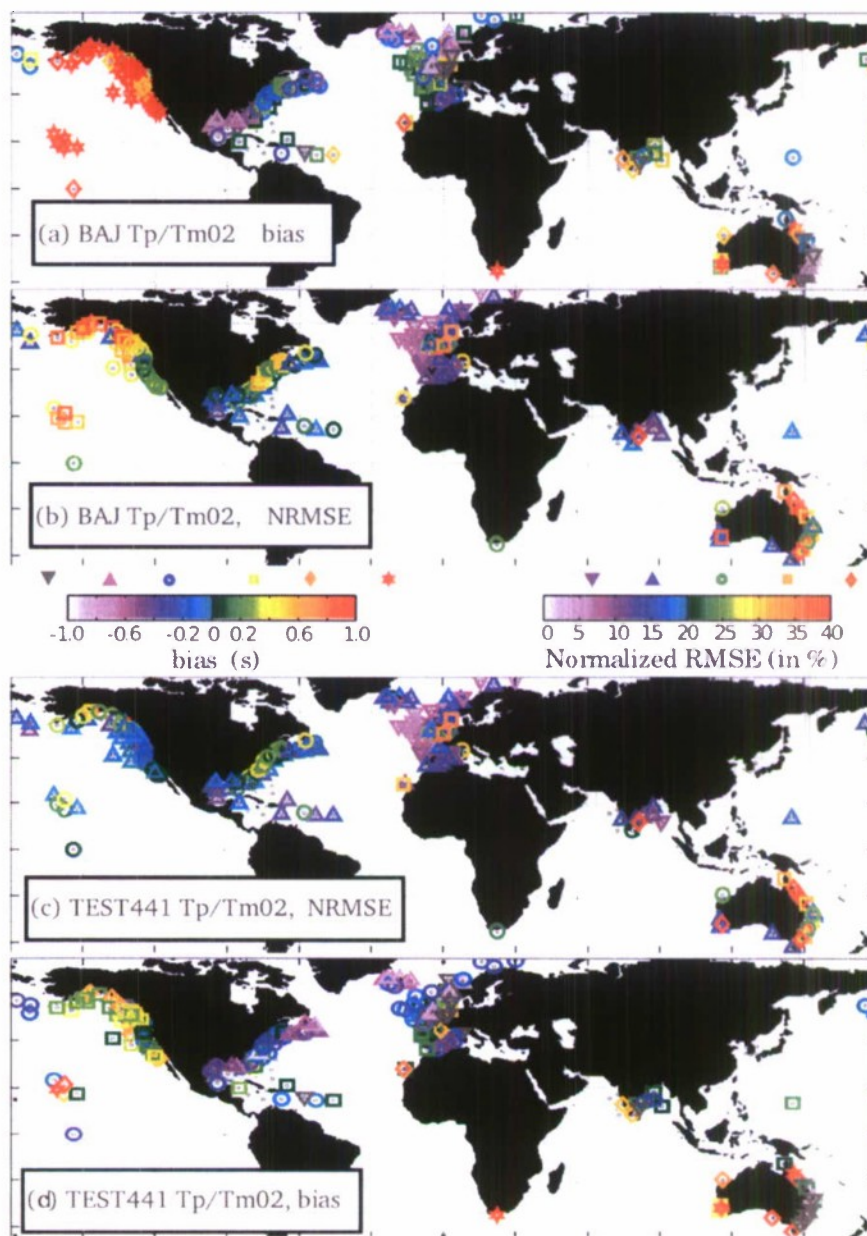 (a) BAJ Tp/Tm02 bias
(b) BAJ Tp/Tm02, NRMSE
-1.0 -0.6 -0.2 0 0.2 0.6 1.0
bias (s)
0 5 10 15 20 25 30 35 40
Normalized RMSE (in %)
(c) TEST441 Tp/Tm02, NRMSE
(d) TEST441 Tp/Tm02, bias